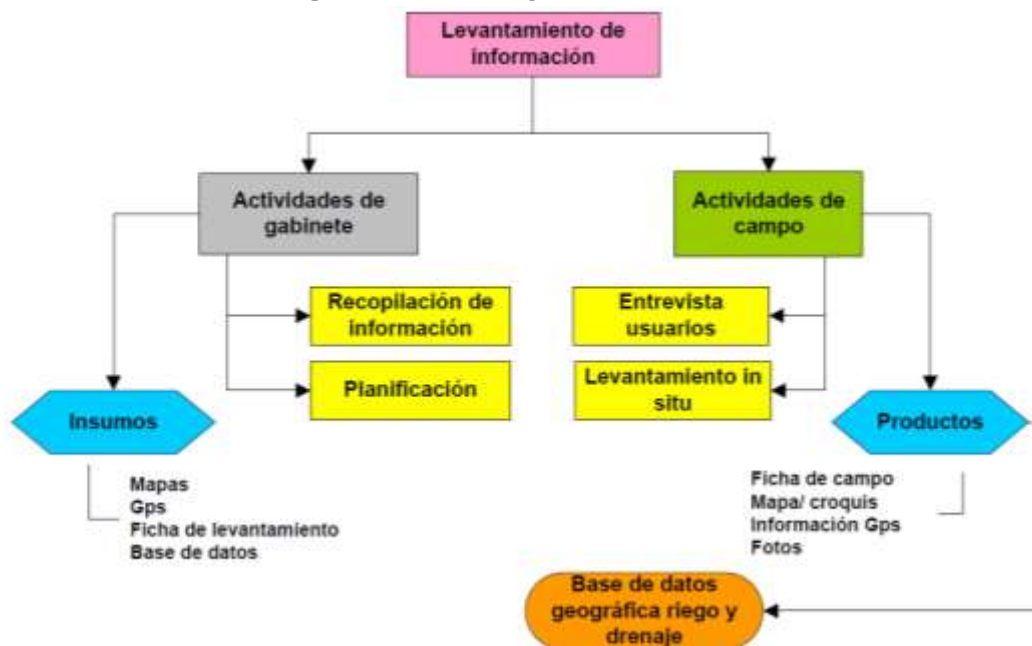 Levantamiento de
información
Actividades de
gabinete
Actividades de
campo
Recopilación de
información
Entrevista
usuarios
Planificación
Levantamiento in
situ
Insumos
Productos
Mapas
Gps
Ficha de levantamiento
Base de datos
Ficha de campo
Mapa/ croquis
Información Gps
Fotos
Base de datos
geográfica riego y
drenaje